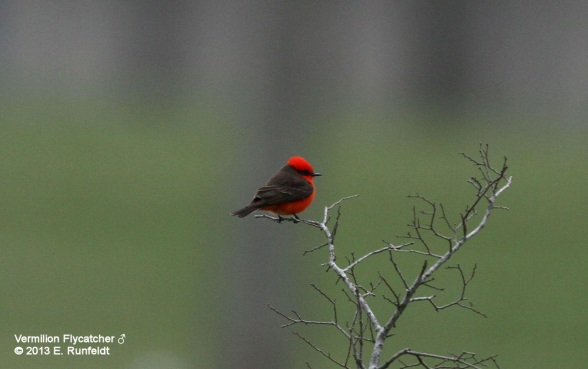 Vermilion Flycatcher ♂
© 2013 E. Runfeldt